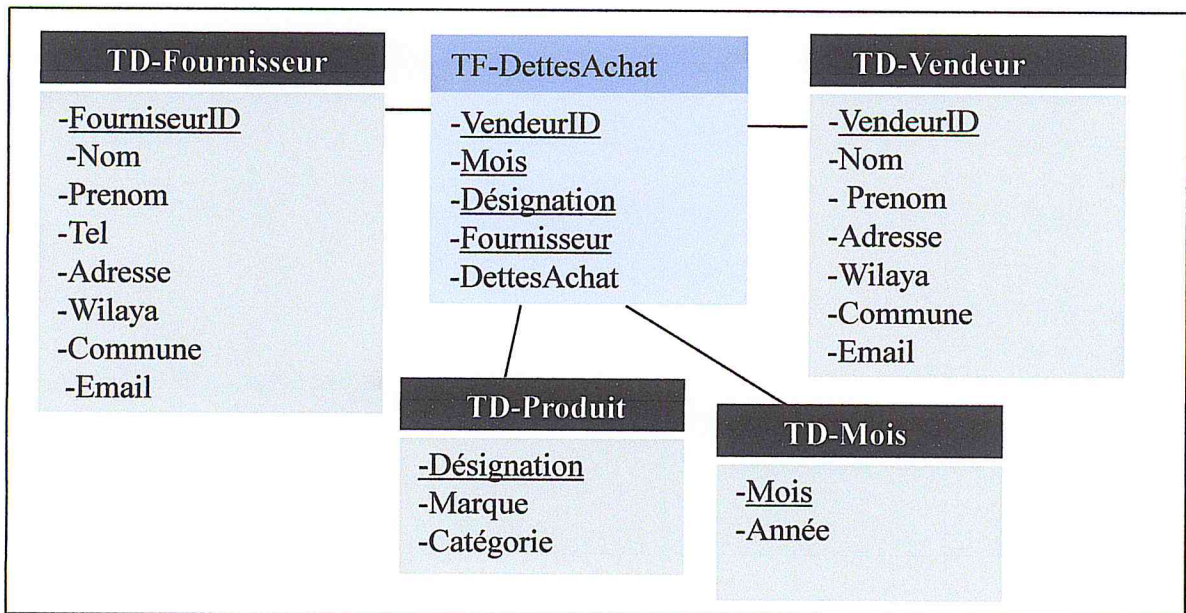 TD-Fournisseur
-FourniseurID
-Nom
-Prenom
-Tel
-Adresse
-Wilaya
-Commune
-Email
TF-DettesAchat
-VendeurID
-Mois
-Désignation
-Fournisseur
-DettesAchat
TD-Vendeur
-VendeurID
-Nom
- Prenom
-Adresse
-Wilaya
-Commune
-Email
TD-Produit
-Désignation
-Marque
-Catégorie
TD-Mois
-Mois
-Année